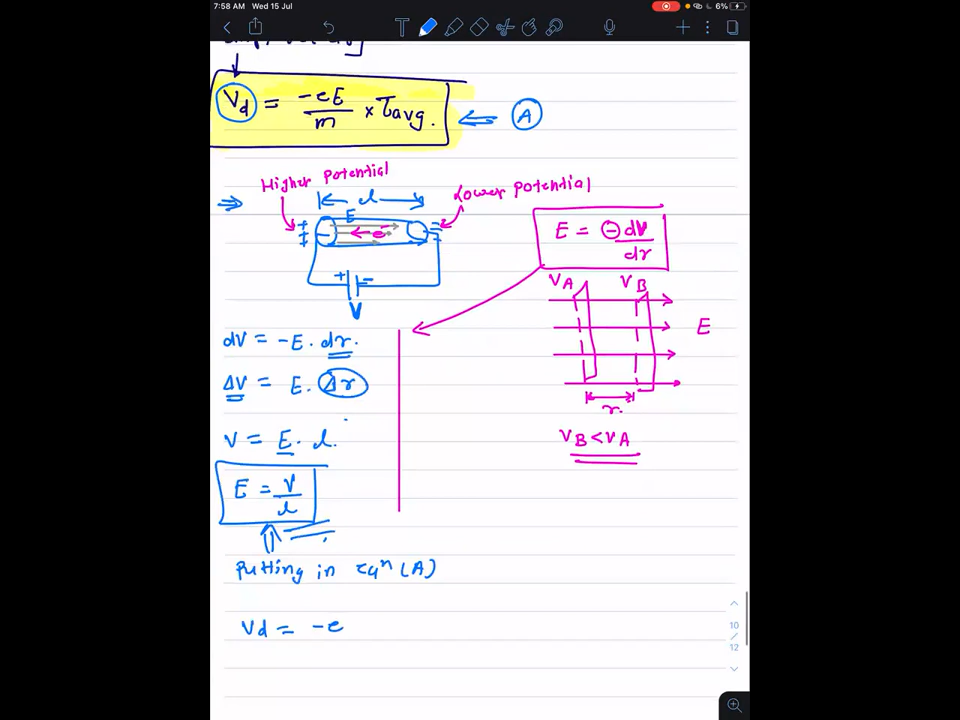 7:58 AM Wed 15 Jul
6%
Vd = -eE/m × τavg. ⇐ A
⇒ Higher potential
l
Lower potential
E
e⁻
+ -
V
E = - dV/dr
VA VB
E
r
VB < VA
dV = -E. dr.
ΔV = E. Δr
V = E. l.
E = V/l
Putting in eqⁿ (A)
Vd = -e
10
/
12